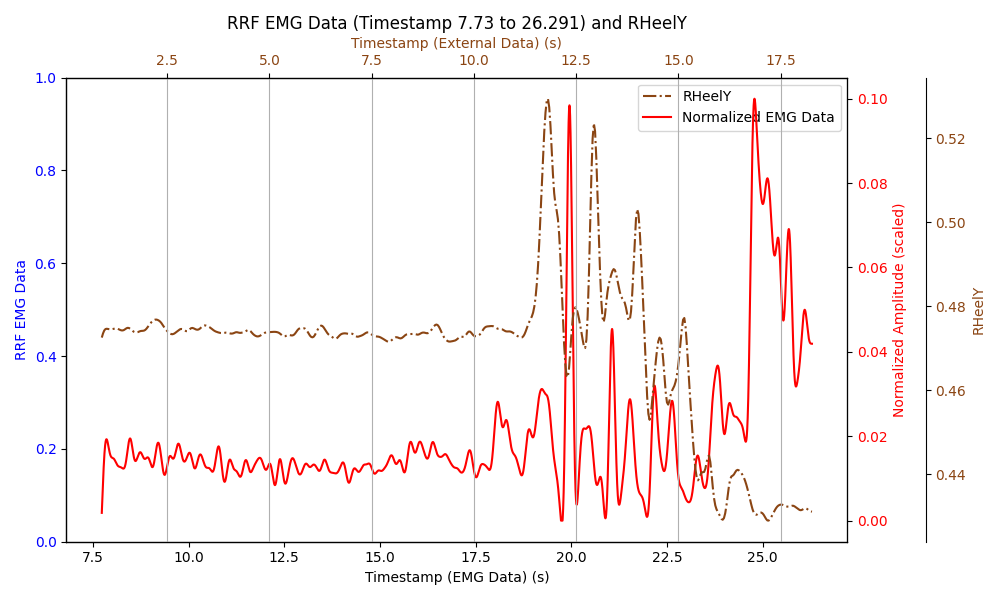 RRF EMG Data (Timestamp 7.73 to 26.291) and RHeelY
Timestamp (External Data) (s)
2.5 5.0 7.5 10.0 12.5 15.0 17.5
RHeelY
Normalized EMG Data
1.0
0.8
0.6
0.4
0.2
0.0
RRF EMG Data
0.10
0.08
0.06
0.04
0.02
0.00
Normalized Amplitude (scaled)
0.52
0.50
0.48
0.46
0.44
RHeelY
7.5 10.0 12.5 15.0 17.5 20.0 22.5 25.0
Timestamp (EMG Data) (s)